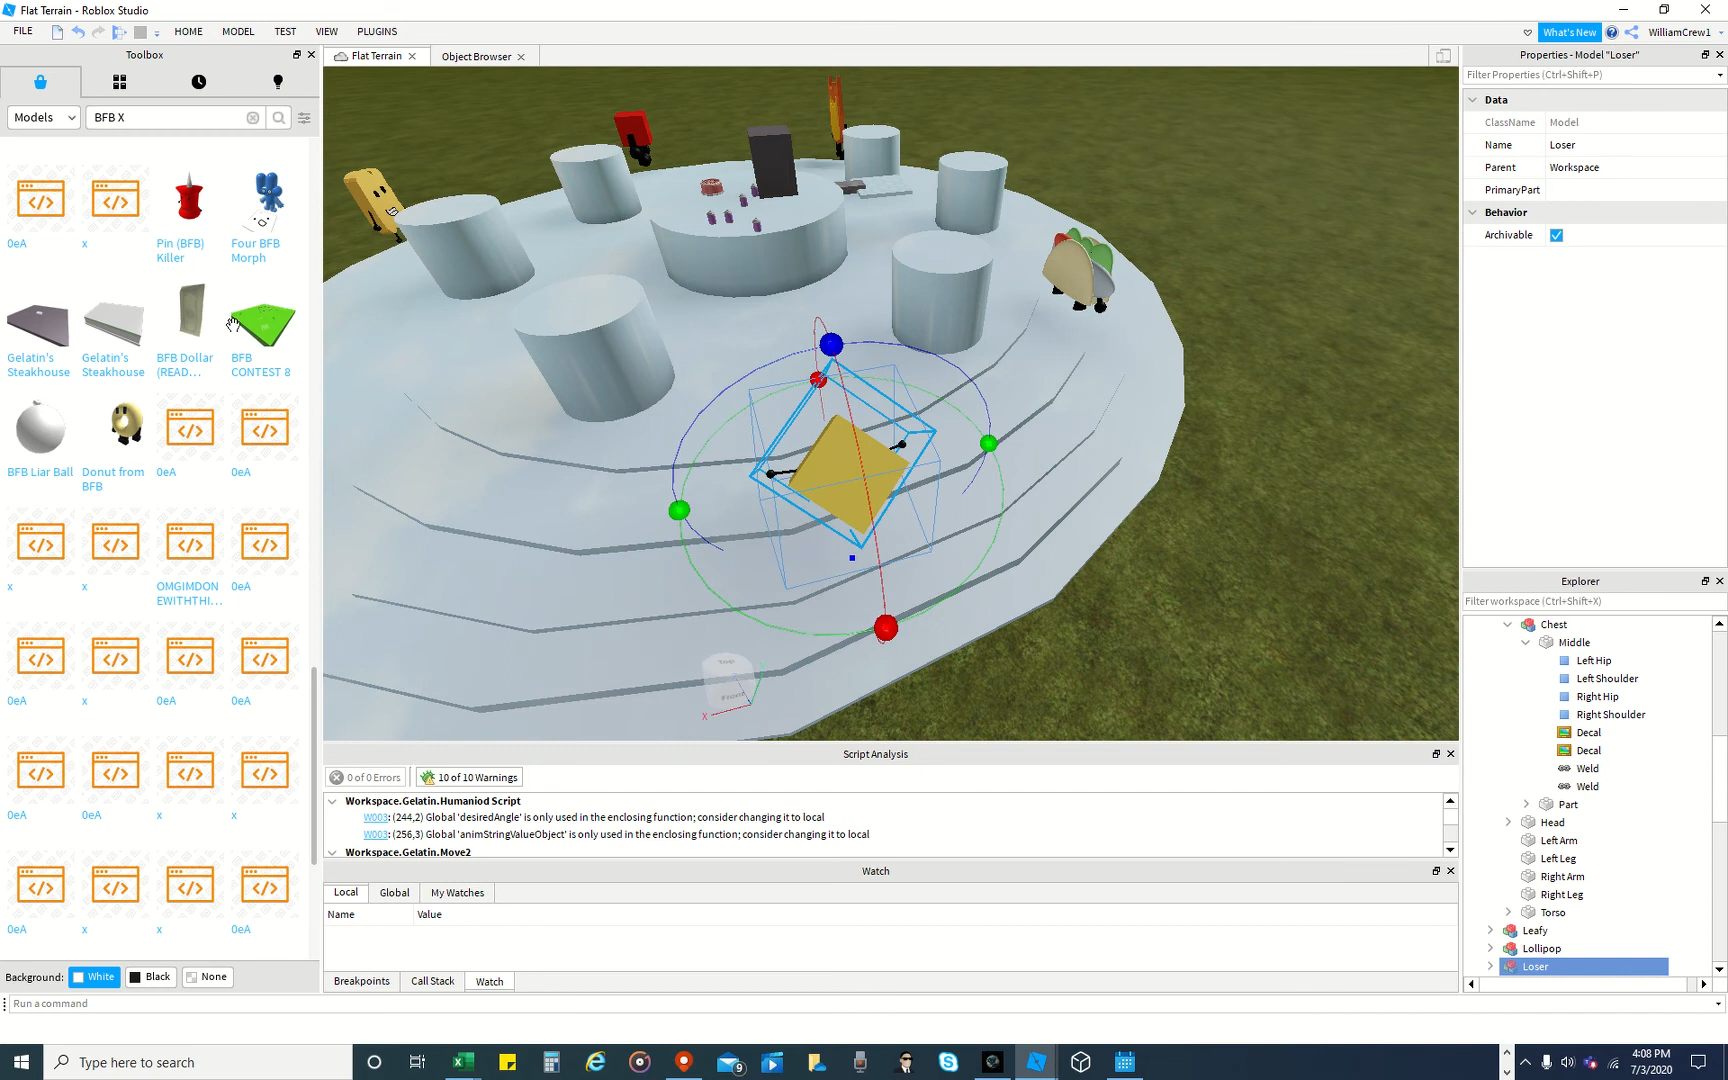 Flat Terrain - Roblox Studio
FILE
HOME
MODEL
TEST
VIEW
PLUGINS
What's New
WilliamCrew1
Toolbox
Models
BFB X
0eA
x
Pin (BFB)
Killer
Four BFB
Morph
Gelatin's
Steakhouse
Gelatin's
Steakhouse
BFB Dollar
(READ...
BFB
CONTEST 8
BFB Liar Ball
Donut from
BFB
0eA
0eA
x
x
OMGIMDON
EWITHTHI...
0eA
0eA
x
0eA
0eA
x
0eA
x
x
0eA
x
x
0eA
Background:
White
Black
None
Run a command
Flat Terrain
Object Browser
Top
Front
X
Script Analysis
0 of 0 Errors
10 of 10 Warnings
Workspace.Gelatin.Humaniod Script
W003: (244,2) Global 'desiredAngle' is only used in the enclosing function; consider changing it to local
W003: (256,3) Global 'animStringValueObject' is only used in the enclosing function; consider changing it to local
Workspace.Gelatin.Move2
Watch
Local
Global
My Watches
Name
Value
Breakpoints
Call Stack
Watch
Properties - Model "Loser"
Filter Properties (Ctrl+Shift+P)
Data
ClassName
Model
Name
Loser
Parent
Workspace
PrimaryPart
Behavior
Archivable
Explorer
Filter workspace (Ctrl+Shift+X)
Chest
Middle
Left Hip
Left Shoulder
Right Hip
Right Shoulder
Decal
Decal
Weld
Weld
Part
Head
Left Arm
Left Leg
Right Arm
Right Leg
Torso
Leafy
Lollipop
Loser
Type here to search
9
4:08 PM
7/3/2020